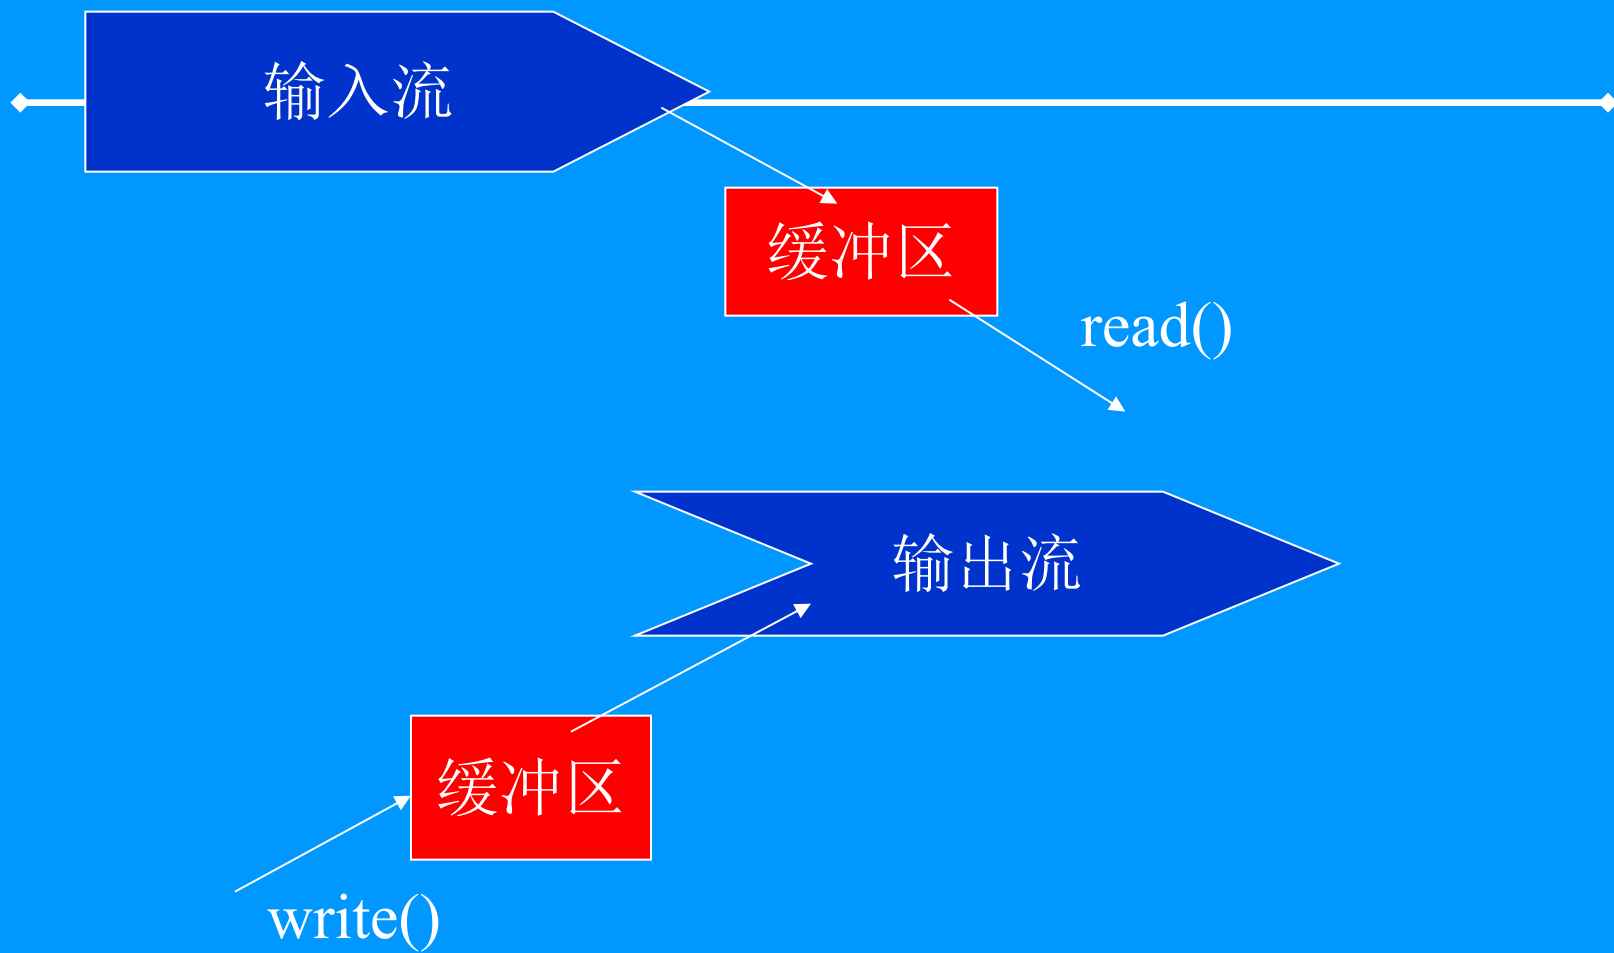 输入流
缓冲区
read()
输出流
缓冲区
write()